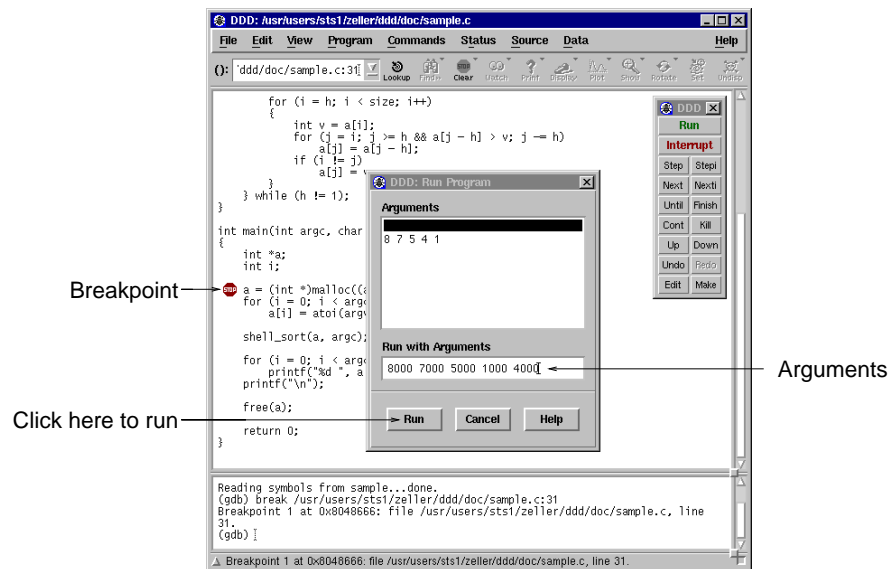 DDD: /usr/users/sts1/zeller/ddd/doc/sample.c
File Edit View Program Commands Status Source Data Help
(): ddd/doc/sample.c:31 Lookup Find» Clear Watch Print Display Plot Show Rotate Set Undisp
for (i = h; i < size; i++)
{
int v = a[i];
for (j = i; j >= h && a[j - h] > v; j -= h)
a[j] = a[j - h];
if (i != j)
a[j] =
}
} while (h != 1);
}
int main(int argc, char
{
int *a;
int i;
a = (int *)malloc((a
for (i = 0; i < argc
a[i] = atoi(argv
shell_sort(a, argc);
for (i = 0; i < argc
printf("%d ", a
printf("\n");
free(a);
return 0;
}
DDD
Run
Interrupt
Step Stepi
Next Nexti
Until Finish
Cont Kill
Up Down
Undo Redo
Edit Make
DDD: Run Program
Arguments
8 7 5 4 1
Run with Arguments
8000 7000 5000 1000 4000
Run Cancel Help
Breakpoint
STOP
Arguments
Click here to run
Reading symbols from sample...done.
(gdb) break /usr/users/sts1/zeller/ddd/doc/sample.c:31
Breakpoint 1 at 0x8048666: file /usr/users/sts1/zeller/ddd/doc/sample.c, line
31.
(gdb)
Breakpoint 1 at 0x8048666: file /usr/users/sts1/zeller/ddd/doc/sample.c, line 31.